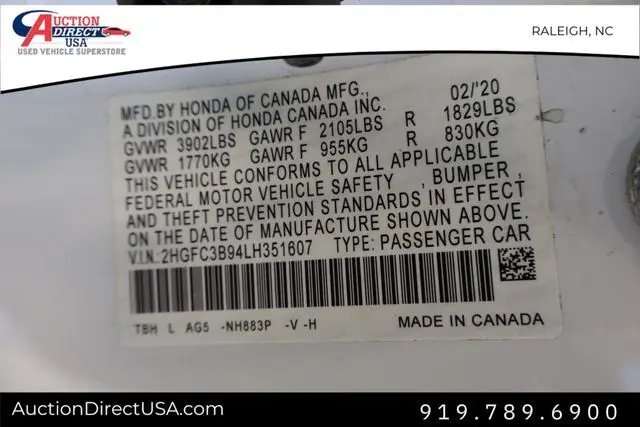 AUCTION
DIRECT
USA
USED VEHICLE SUPERSTORE
RALEIGH, NC
MFD.BY HONDA OF CANADA MFG., 02/'20
A DIVISION OF HONDA CANADA INC.
GVWR 3902LBS GAWR F 2105LBS R 1829LBS
GVWR 1770KG GAWR F 955KG R 830KG
THIS VEHICLE CONFORMS TO ALL APPLICABLE
FEDERAL MOTOR VEHICLE SAFETY , BUMPER ,
AND THEFT PREVENTION STANDARDS IN EFFECT
ON THE DATE OF MANUFACTURE SHOWN ABOVE.
V.I.N.:2HGFC3B94LH351607 TYPE: PASSENGER CAR
TBH L AG5 -NH883P -V -H MADE IN CANADA
AuctionDirectUSA.com
919.789.6900